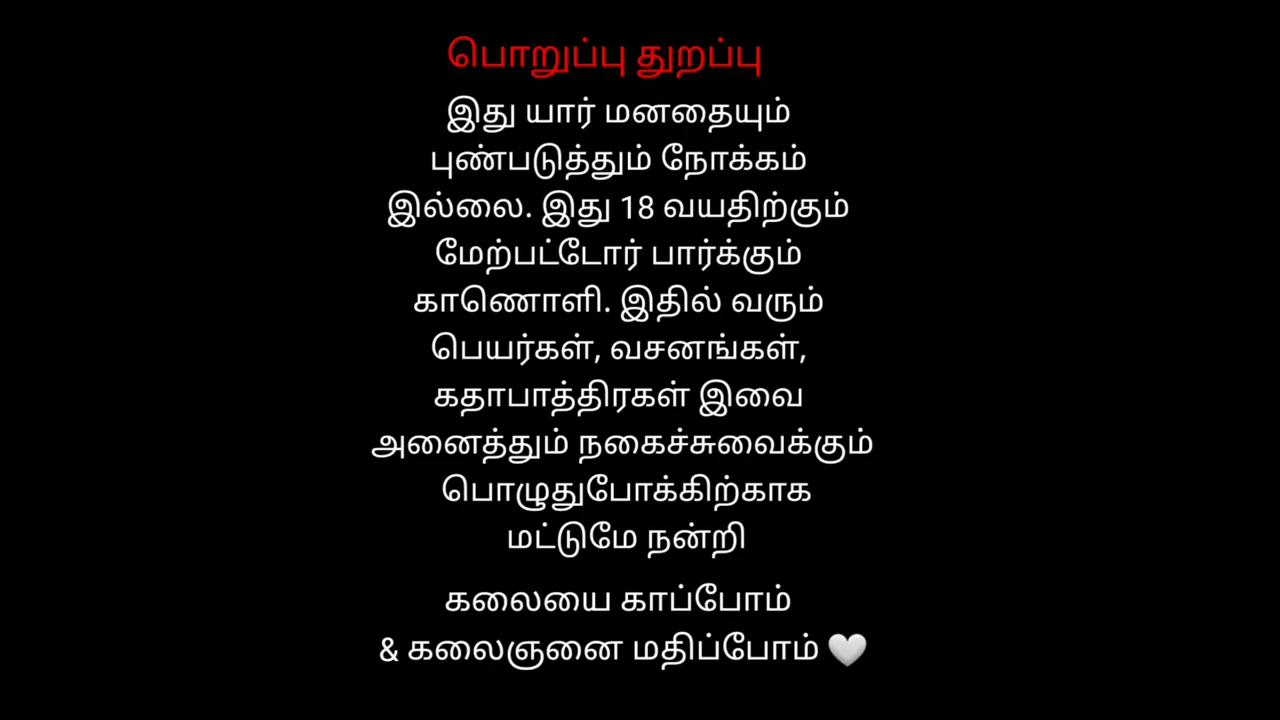 பொறுப்பு துறப்பு
இது யார் மனதையும்
புண்படுத்தும் நோக்கம்
இல்லை. இது 18 வயதிற்கும்
மேற்பட்டோர் பார்க்கும்
காணொளி. இதில் வரும்
பெயர்கள், வசனங்கள்,
கதாபாத்திரகள் இவை
அனைத்தும் நகைச்சுவைக்கும்
பொழுதுபோக்கிற்காக
மட்டுமே நன்றி
கலையை காப்போம்
& கலைஞனை மதிப்போம் 🤍